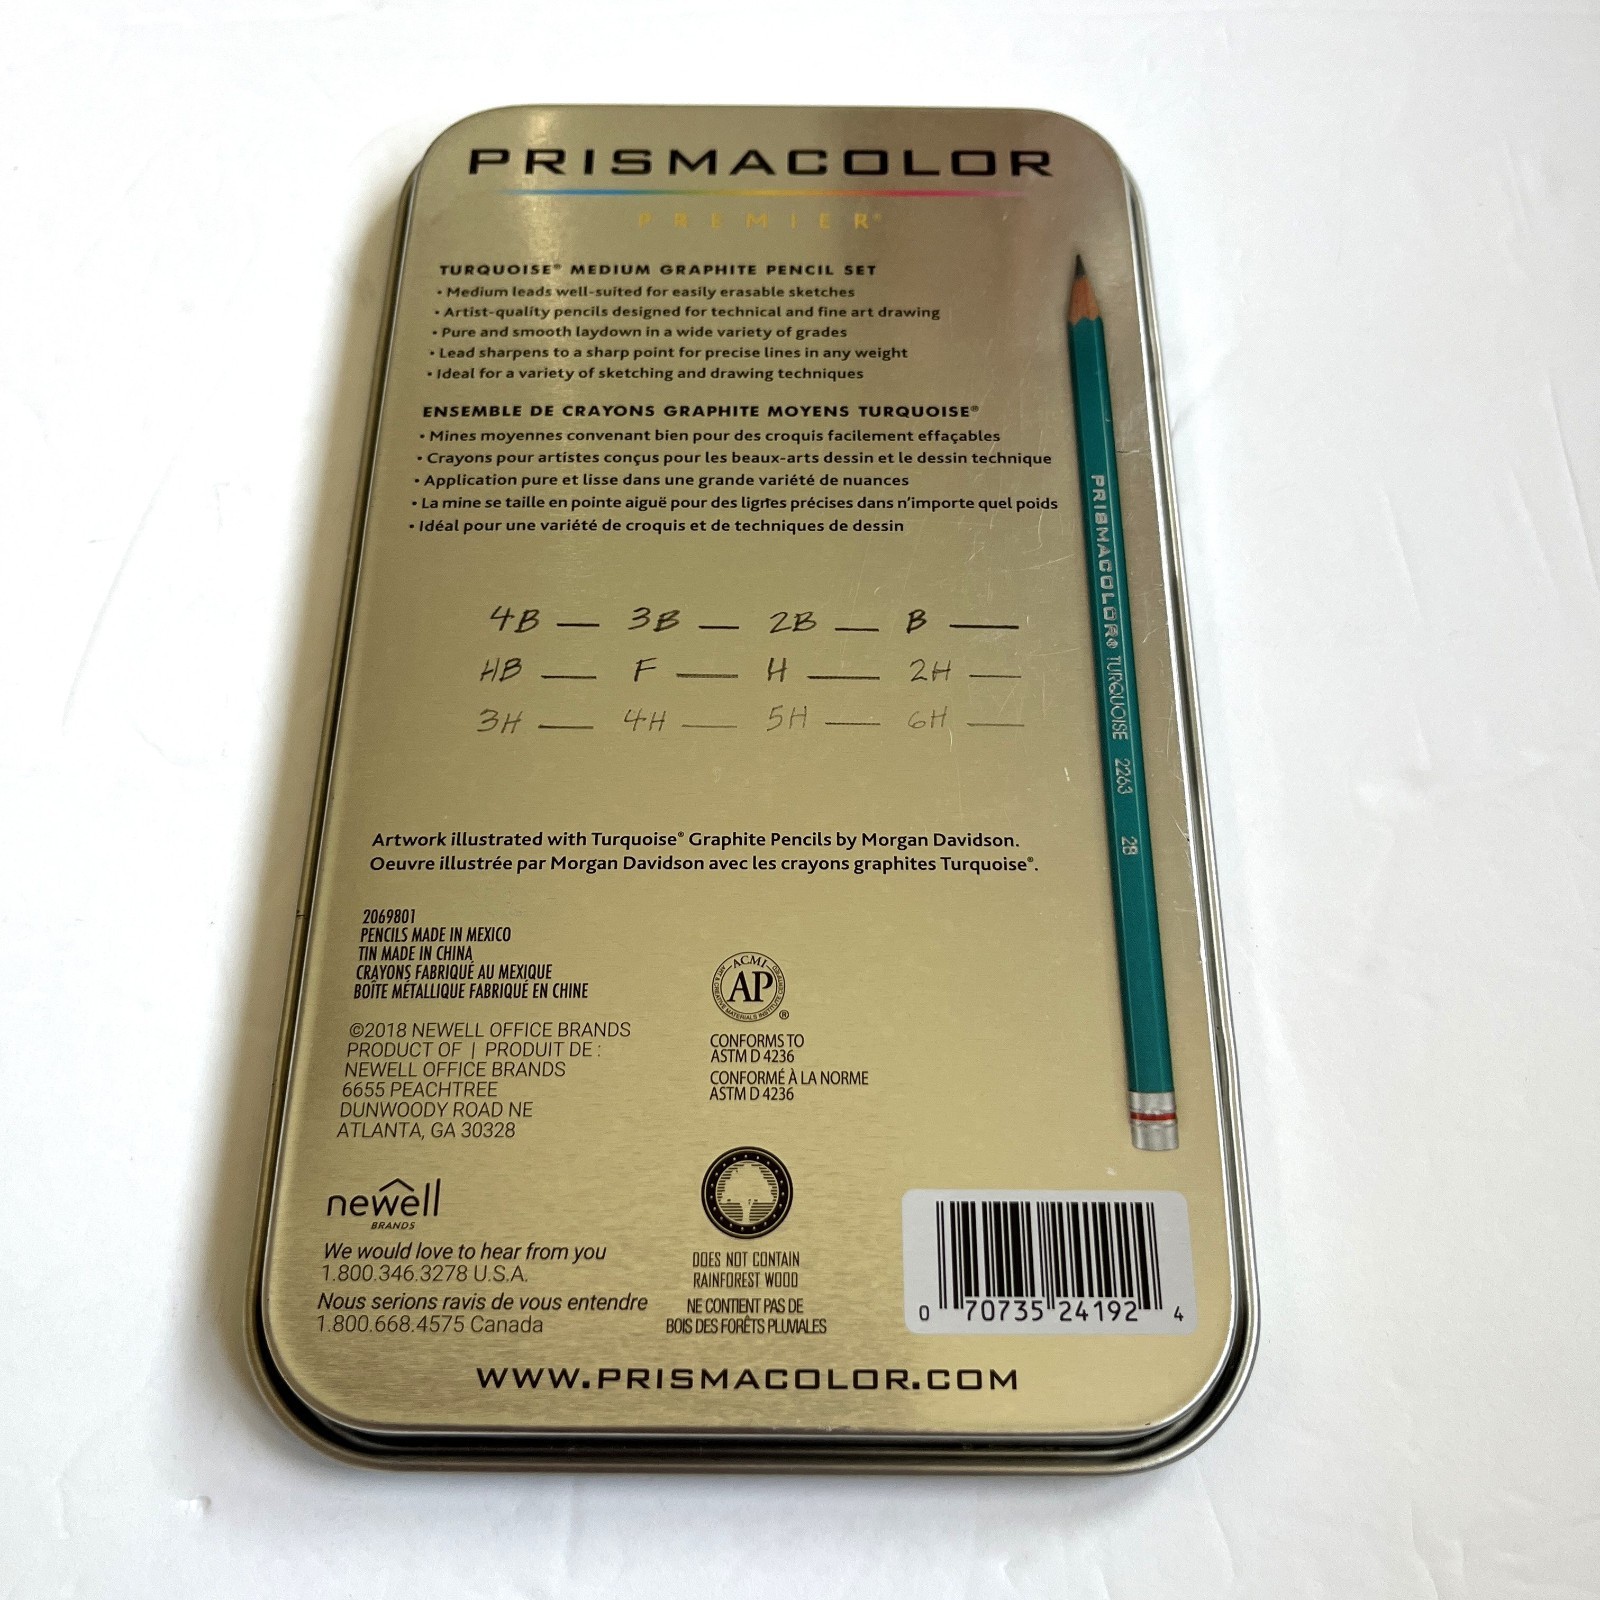 PRISMACOLOR
PREMIER®
TURQUOISE® MEDIUM GRAPHITE PENCIL SET
• Medium leads well-suited for easily erasable sketches
• Artist-quality pencils designed for technical and fine art drawing
• Pure and smooth laydown in a wide variety of grades
• Lead sharpens to a sharp point for precise lines in any weight
• Ideal for a variety of sketching and drawing techniques
ENSEMBLE DE CRAYONS GRAPHITE MOYENS TURQUOISE®
• Mines moyennes convenant bien pour des croquis facilement effaçables
• Crayons pour artistes conçus pour les beaux-arts dessin et le dessin technique
• Application pure et lisse dans une grande variété de nuances
• La mine se taille en pointe aiguë pour des lignes précises dans n'importe quel poids
• Idéal pour une variété de croquis et de techniques de dessin
PRISMACOLOR® TURQUOISE 2263 2B
4B — 3B — 2B — B —
HB — F — H — 2H —
3H — 4H — 5H — 6H —
Artwork illustrated with Turquoise® Graphite Pencils by Morgan Davidson.
Oeuvre illustrée par Morgan Davidson avec les crayons graphites Turquoise®.
2069801
PENCILS MADE IN MEXICO
TIN MADE IN CHINA
CRAYONS FABRIQUÉ AU MEXIQUE
BOÎTE MÉTALLIQUE FABRIQUÉ EN CHINE
©2018 NEWELL OFFICE BRANDS
PRODUCT OF | PRODUIT DE :
NEWELL OFFICE BRANDS
6655 PEACHTREE
DUNWOODY ROAD NE
ATLANTA, GA 30328
ACMI
AP
ART & CREATIVE MATERIALS INSTITUTE CERTIFIED
®
CONFORMS TO
ASTM D 4236
CONFORMÉ À LA NORME
ASTM D 4236
newell
BRANDS
We would love to hear from you
1.800.346.3278 U.S.A.
Nous serions ravis de vous entendre
1.800.668.4575 Canada
DOES NOT CONTAIN
RAINFOREST WOOD
NE CONTIENT PAS DE
BOIS DES FORÊTS PLUVIALES
0 70735 24192 4
WWW.PRISMACOLOR.COM